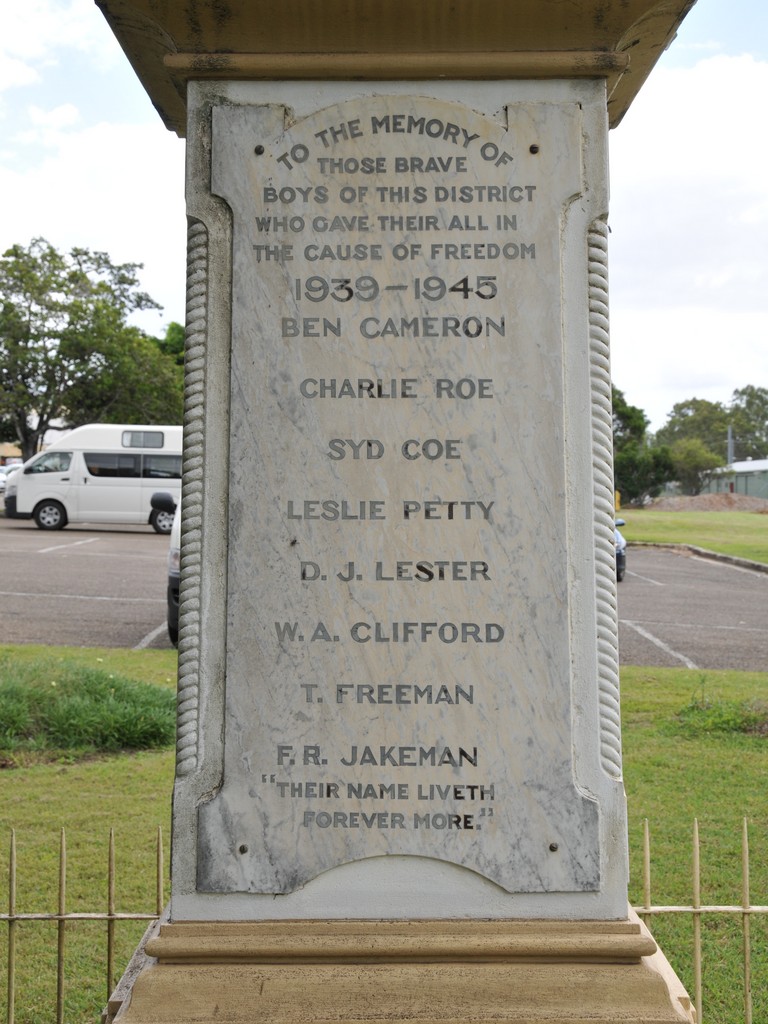 TO THE MEMORY OF
THOSE BRAVE
BOYS OF THIS DISTRICT
WHO GAVE THEIR ALL IN
THE CAUSE OF FREEDOM
1939-1945
BEN CAMERON
CHARLIE ROE
SYD COE
LESLIE PETTY
D. J. LESTER
W. A. CLIFFORD
T. FREEMAN
F. R. JAKEMAN
"THEIR NAME LIVETH
FOREVER MORE."